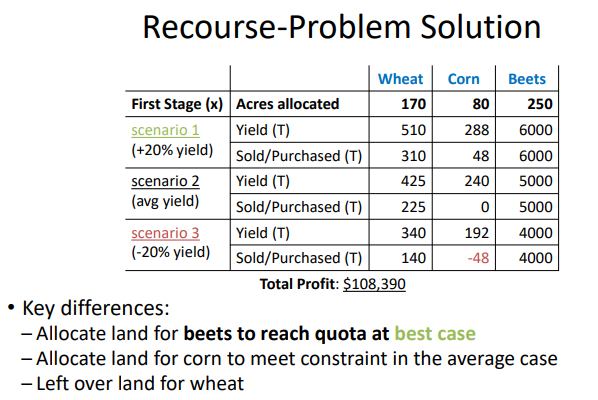 Recourse-Problem Solution
Wheat Corn Beets
First Stage (x) Acres allocated 170 80 250
scenario 1 Yield (T) 510 288 6000
(+20% yield) Sold/Purchased (T) 310 48 6000
scenario 2 Yield (T) 425 240 5000
(avg yield) Sold/Purchased (T) 225 0 5000
scenario 3 Yield (T) 340 192 4000
(-20% yield) Sold/Purchased (T) 140 -48 4000
Total Profit: $108,390
• Key differences:
– Allocate land for beets to reach quota at best case
– Allocate land for corn to meet constraint in the average case
– Left over land for wheat